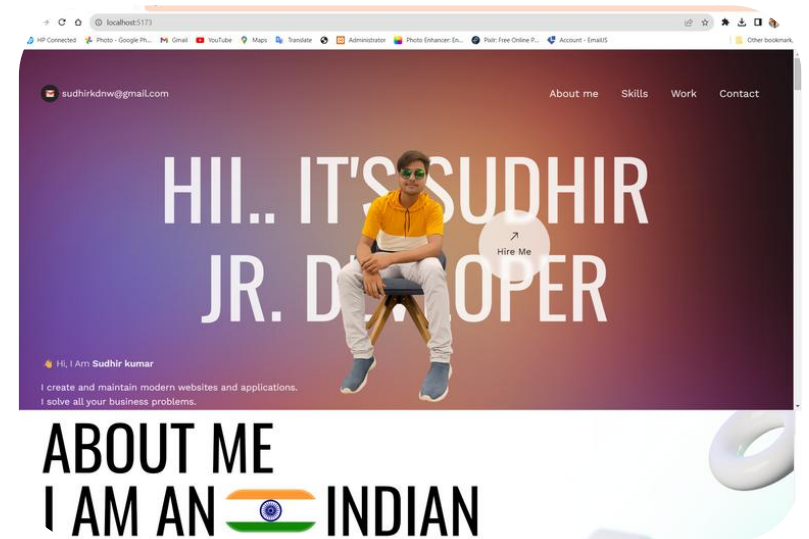 localhost:5173
HP Connected Photo - Google Ph... M Gmail YouTube Maps Translate Administrator Photo Enhancer: En... Pixlr: Free Online P... Account - EmailJS Other bookmark
sudhirkdnw@gmail.com About me Skills Work Contact
HII.. IT'S SUDHIR
Hire Me
JR. D OPER
👋 Hi, I Am Sudhir kumar
I create and maintain modern websites and applications.
I solve all your business problems.
ABOUT ME
I AM AN INDIAN